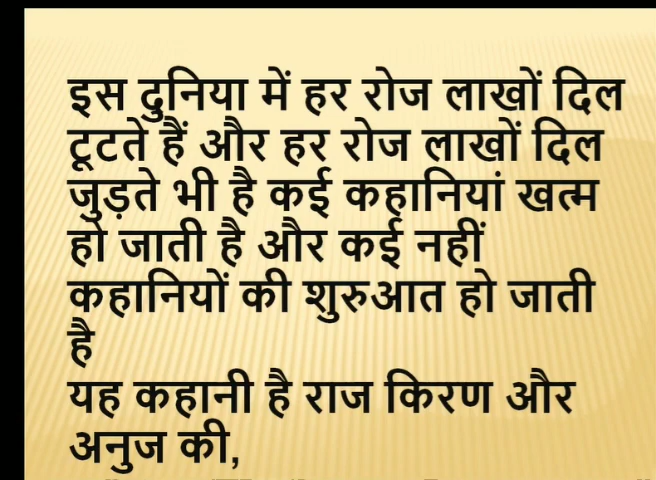 इस दुनिया में हर रोज लाखों दिल
टूटते हैं और हर रोज लाखों दिल
जुड़ते भी है कई कहानियां खत्म
हो जाती है और कई नहीं
कहानियों की शुरुआत हो जाती
है
यह कहानी है राज किरण और
अनुज की,